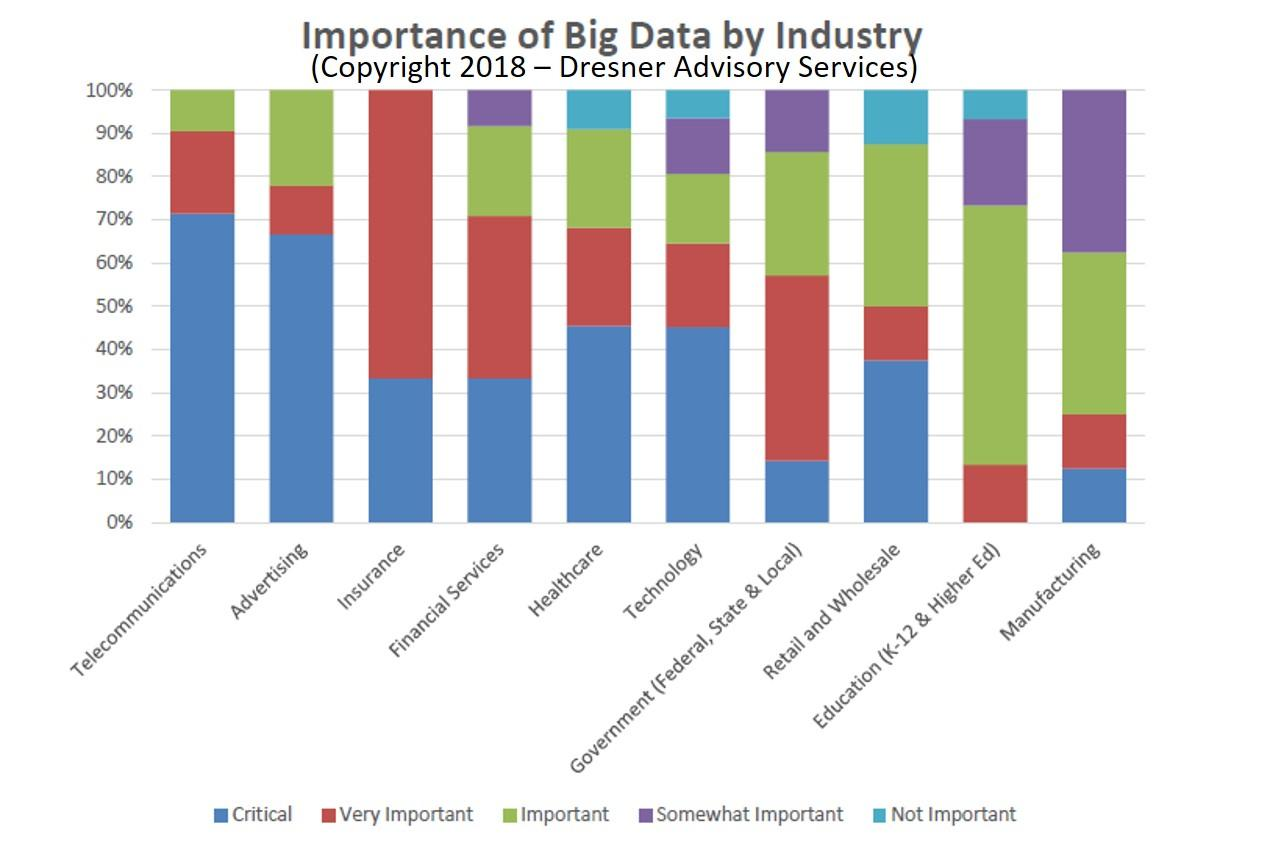 Importance of Big Data by Industry
(Copyright 2018 – Dresner Advisory Services)
100%
90%
80%
70%
60%
50%
40%
30%
20%
10%
0%
Telecommunications
Advertising
Insurance
Financial Services
Healthcare
Technology
Government (Federal, State & Local)
Retail and Wholesale
Education (K-12 & Higher Ed)
Manufacturing
Critical Very Important Important Somewhat Important Not Important